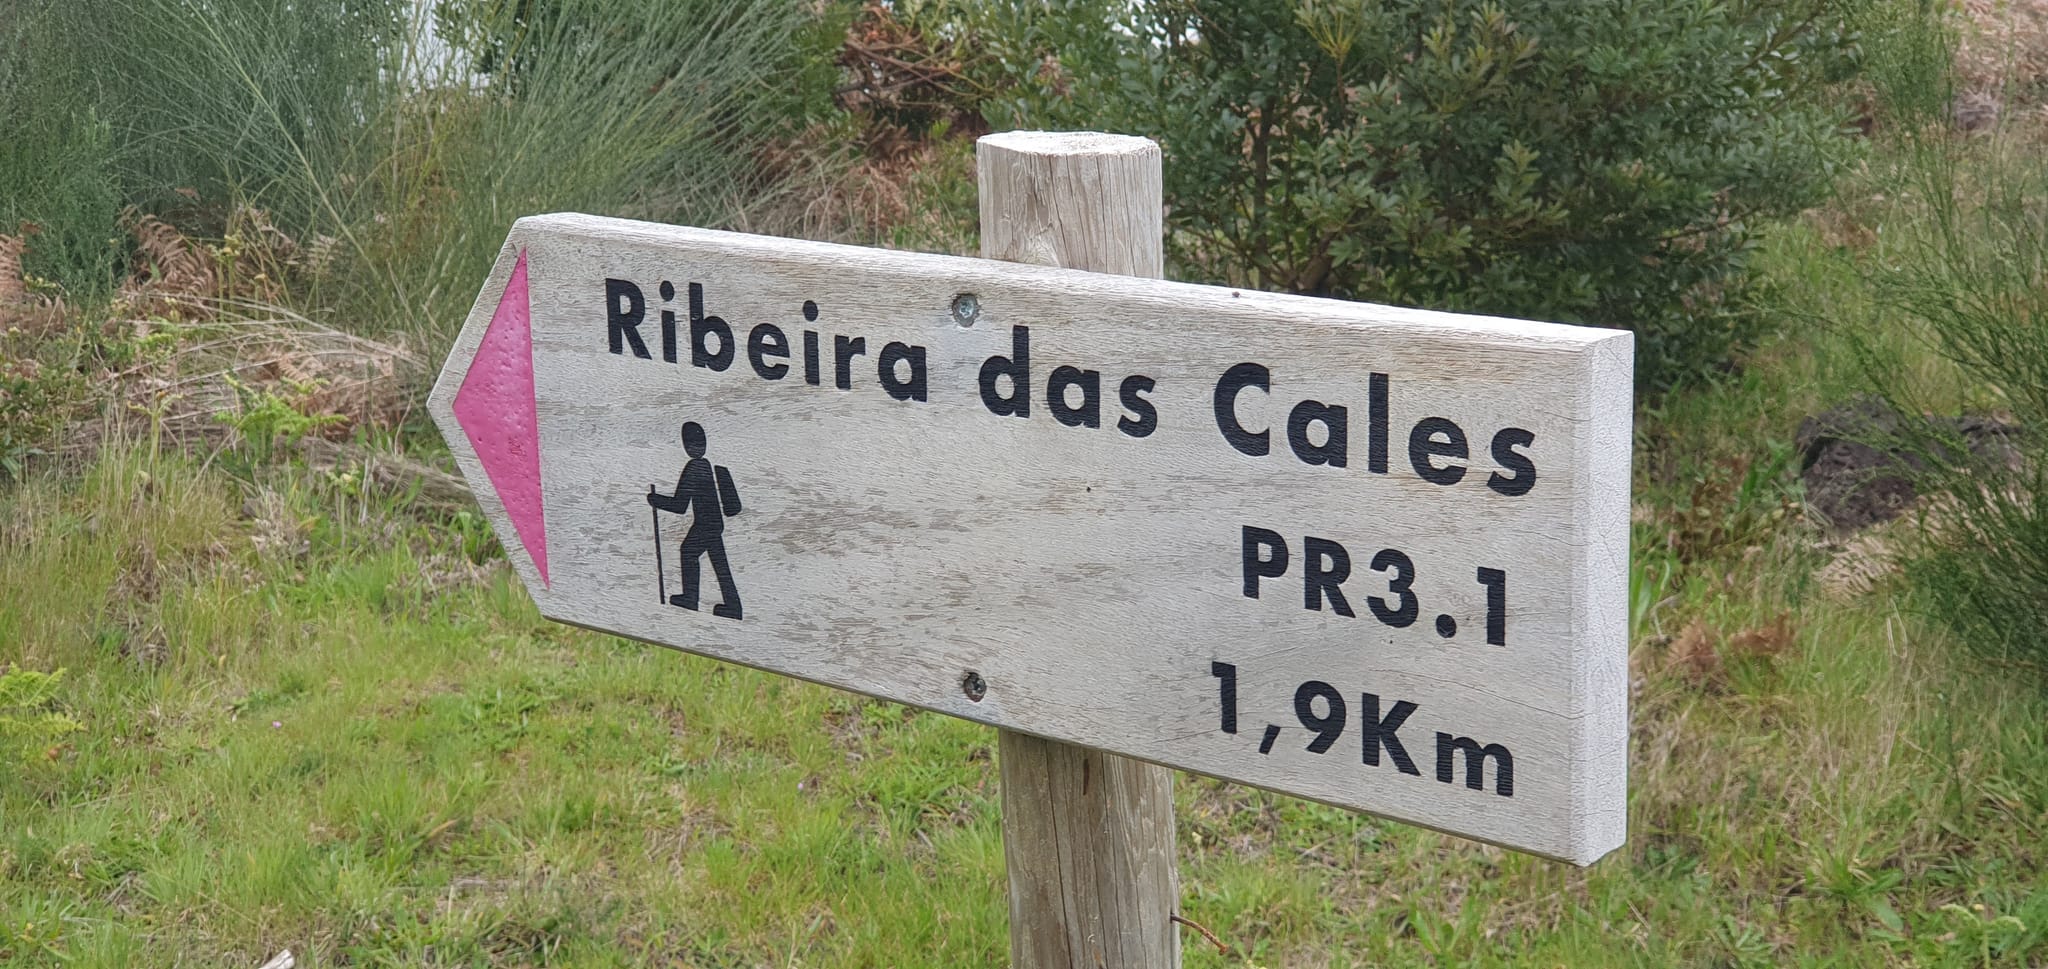 Ribeira das Cales
PR3.1
1,9Km